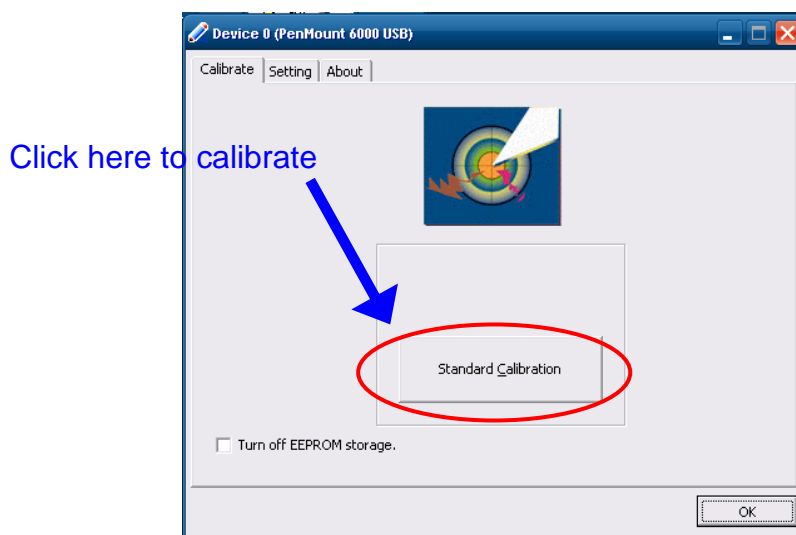 Device 0 (PenMount 6000 USB)
Calibrate Setting About
Click here to calibrate
Standard Calibration
Turn off EEPROM storage.
OK